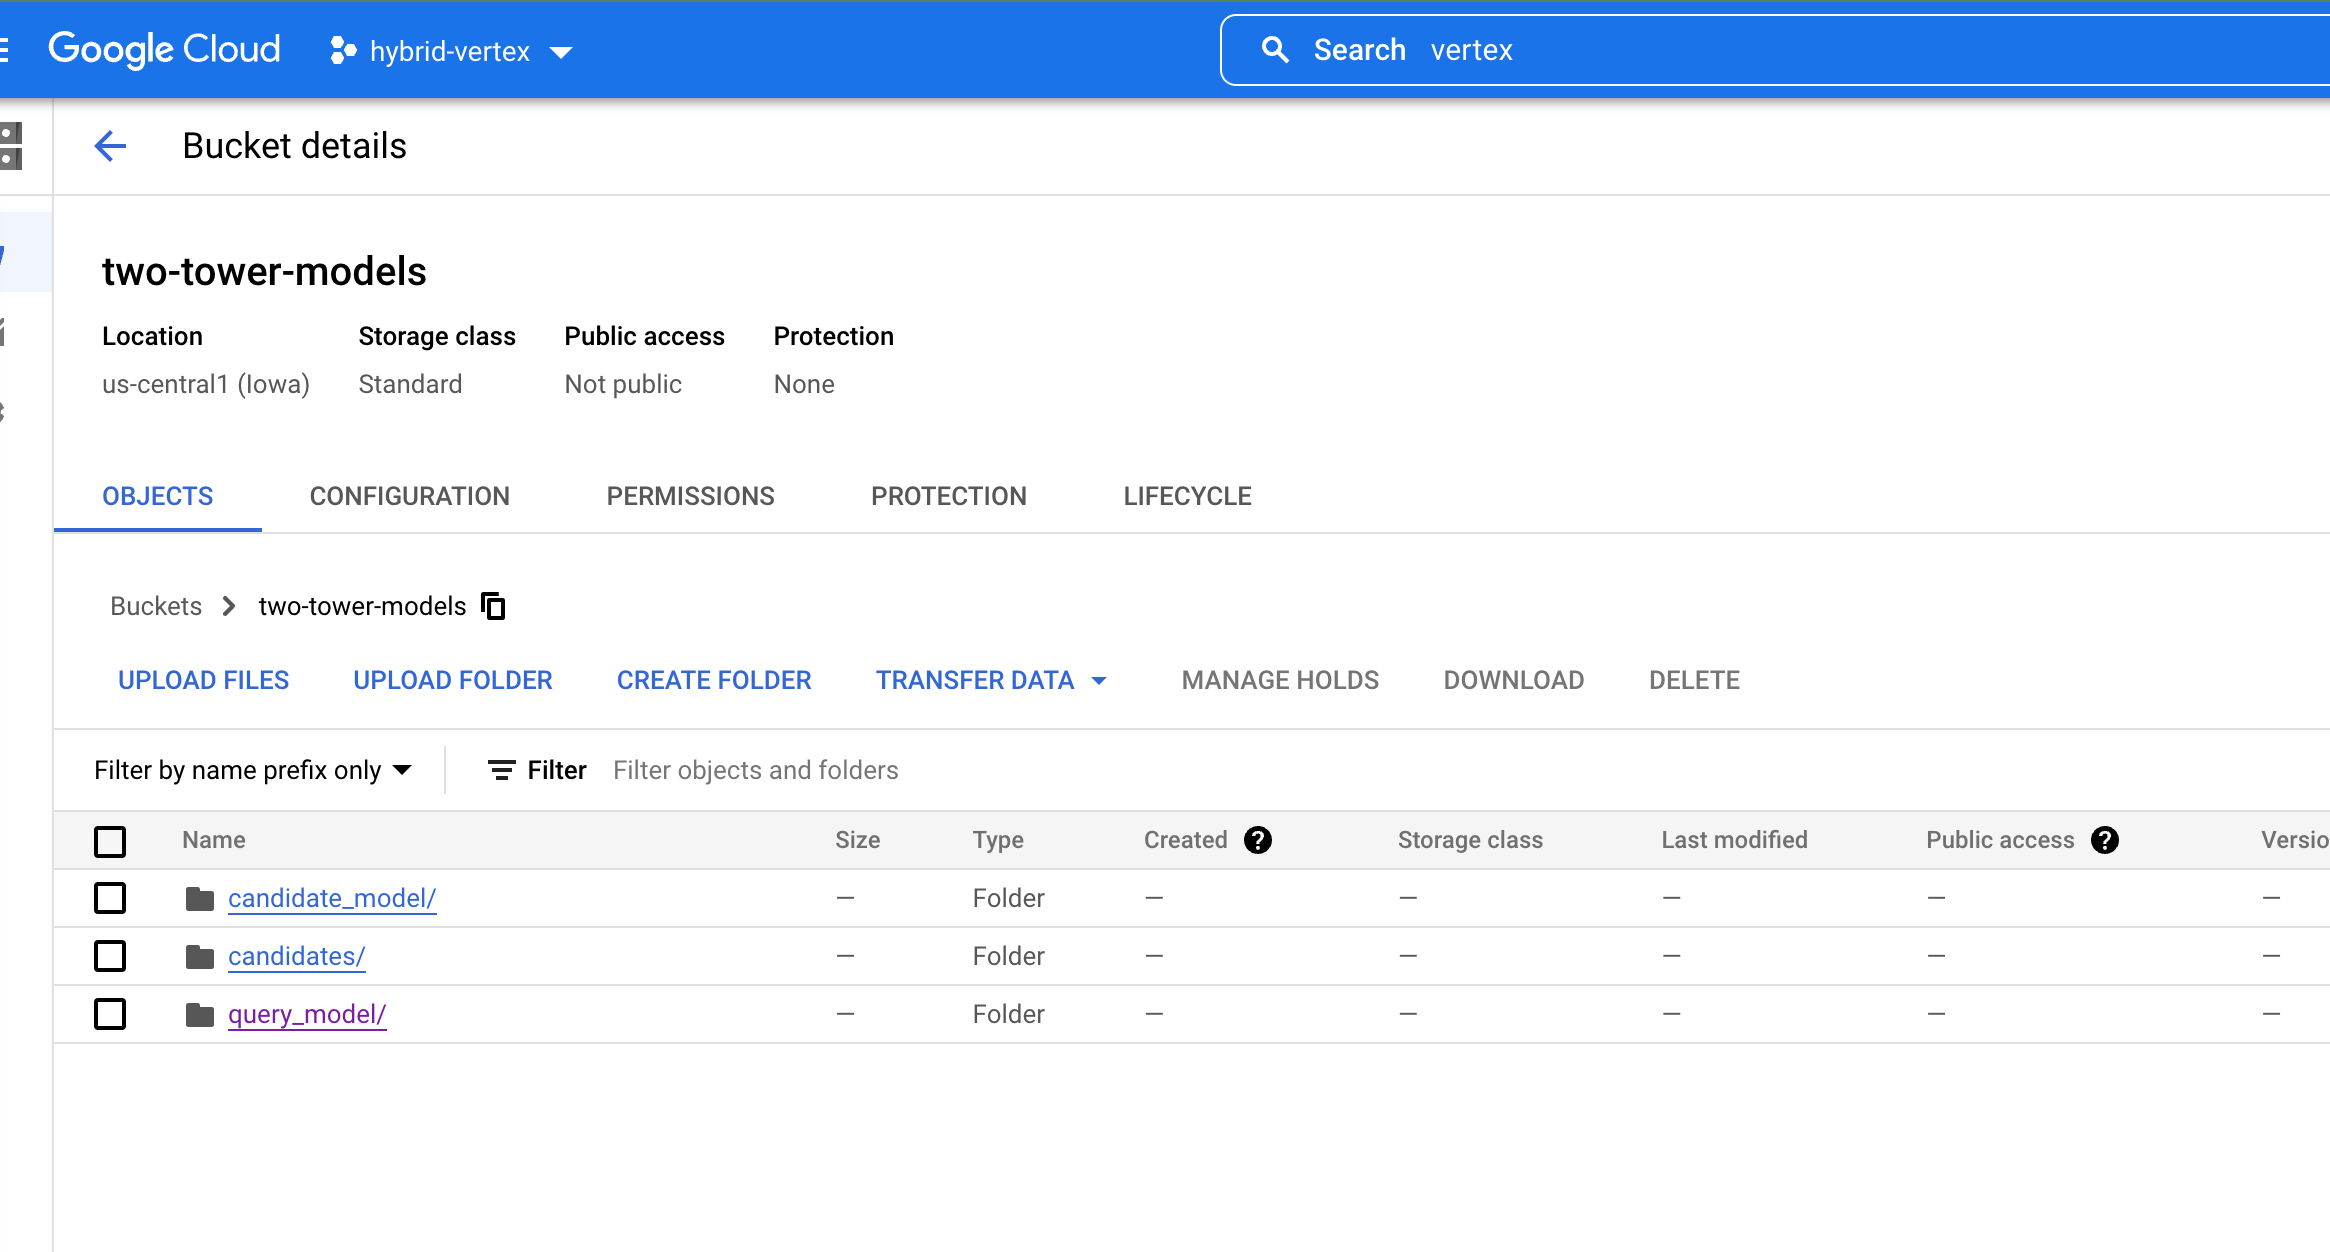 Google Cloud hybrid-vertex Search vertex
Bucket details
two-tower-models
Location Storage class Public access Protection
us-central1 (Iowa) Standard Not public None
OBJECTS CONFIGURATION PERMISSIONS PROTECTION LIFECYCLE
Buckets two-tower-models
UPLOAD FILES UPLOAD FOLDER CREATE FOLDER TRANSFER DATA MANAGE HOLDS DOWNLOAD DELETE
Filter by name prefix only Filter Filter objects and folders
Name Size Type Created ? Storage class Last modified Public access ? Versio
candidate_model/ — Folder — — — — —
candidates/ — Folder — — — — —
query_model/ — Folder — — — — —